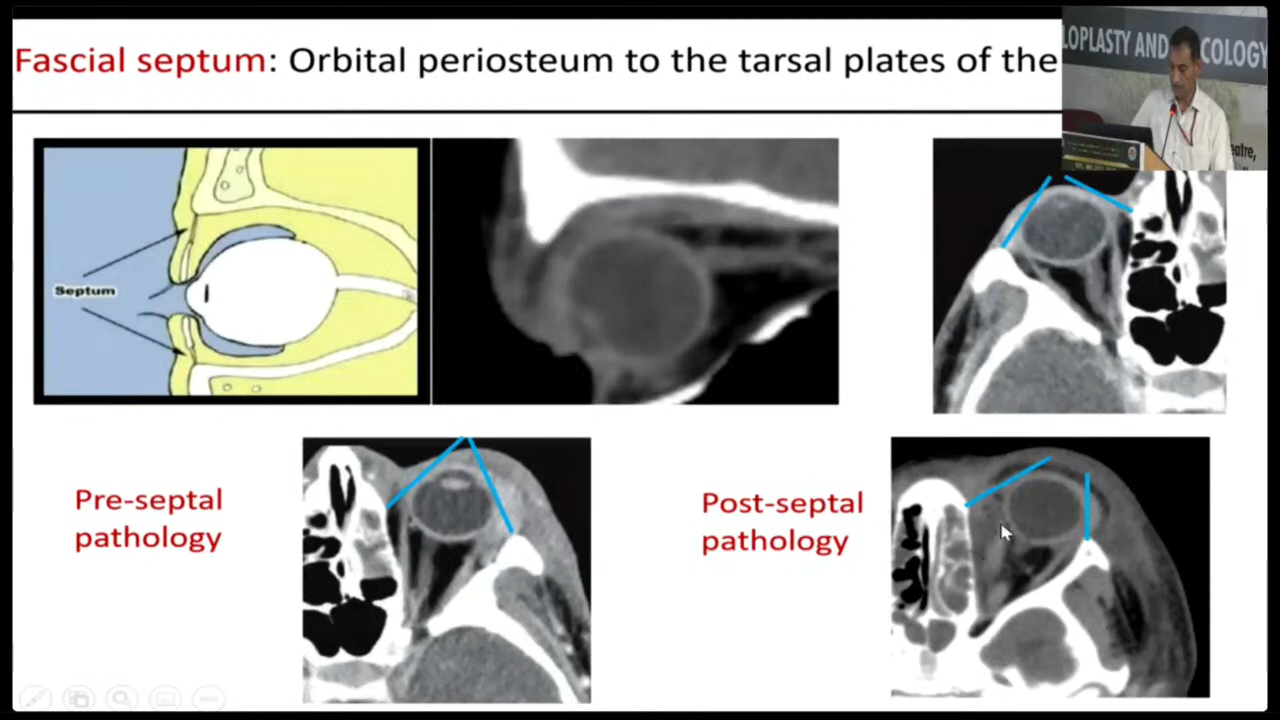 Fascial septum: Orbital periosteum to the tarsal plates of the
LOPLASTY AND
COLOGY
eatre,
Septum
Pre-septal
pathology
Post-septal
pathology